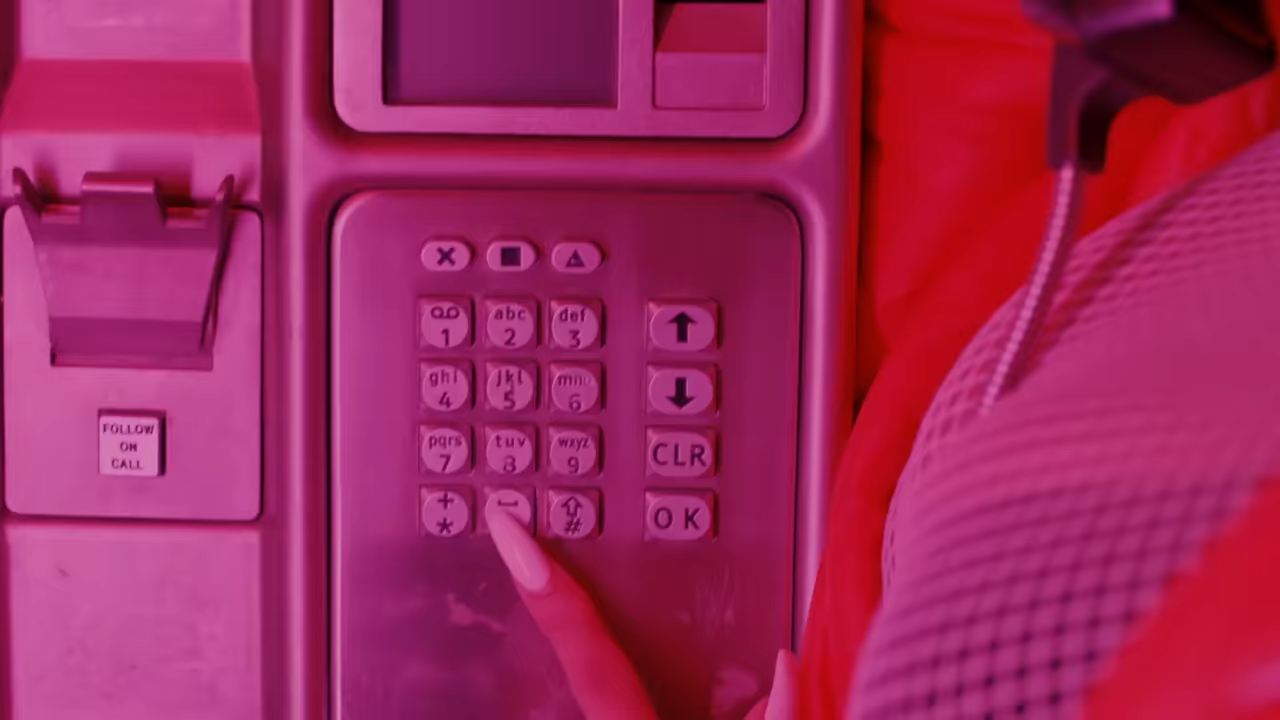 1 abc 2 def 3
ghi 4 jkl 5 mno 6
pqrs 7 tuv 8 wxyz 9 CLR
+ * # OK
FOLLOW
ON
CALL